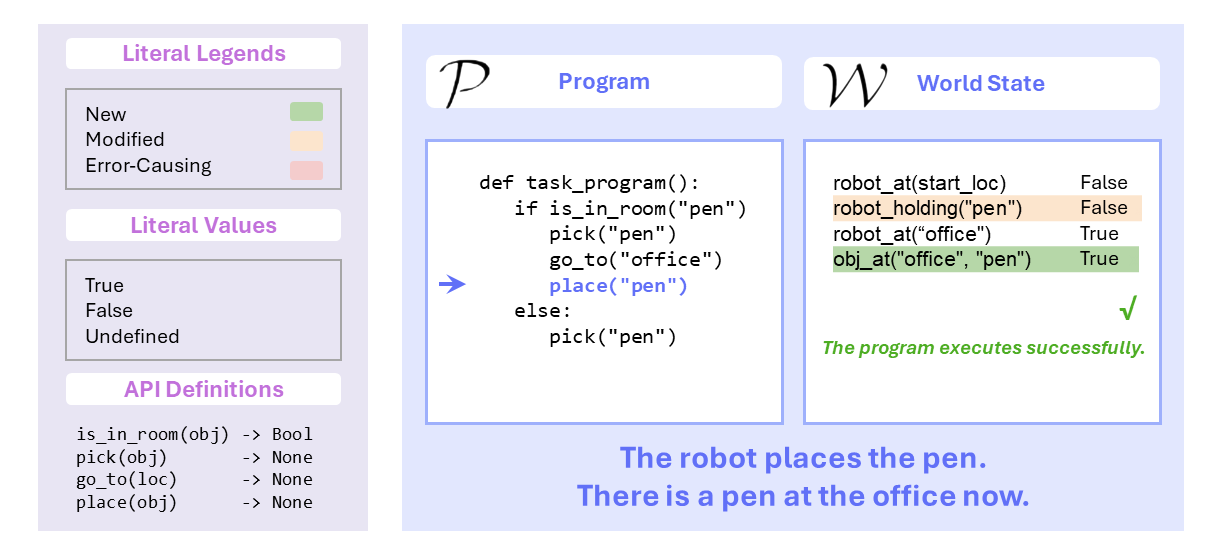 Literal Legends
New
Modified
Error-Causing
Literal Values
True
False
Undefined
API Definitions
is_in_room(obj) -> Bool
pick(obj) -> None
go_to(loc) -> None
place(obj) -> None
P Program
def task_program():
if is_in_room("pen")
pick("pen")
go_to("office")
place("pen")
else:
pick("pen")
W World State
robot_at(start_loc) False
robot_holding("pen") False
robot_at(“office”) True
obj_at("office", "pen") True
√
The program executes successfully.
The robot places the pen.
There is a pen at the office now.